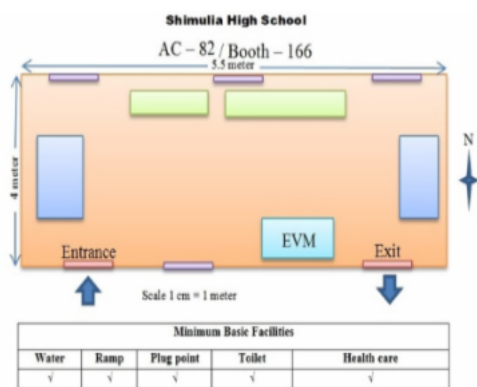 Shimulia High School
AC – 82 / Booth – 166
5.5 meter
4 meter
N
EVM
Entrance
Exit
Scale 1 cm = 1 meter
Minimum Basic Facilities
Water Ramp Plug point Toilet Health care
√ √ √ √ √